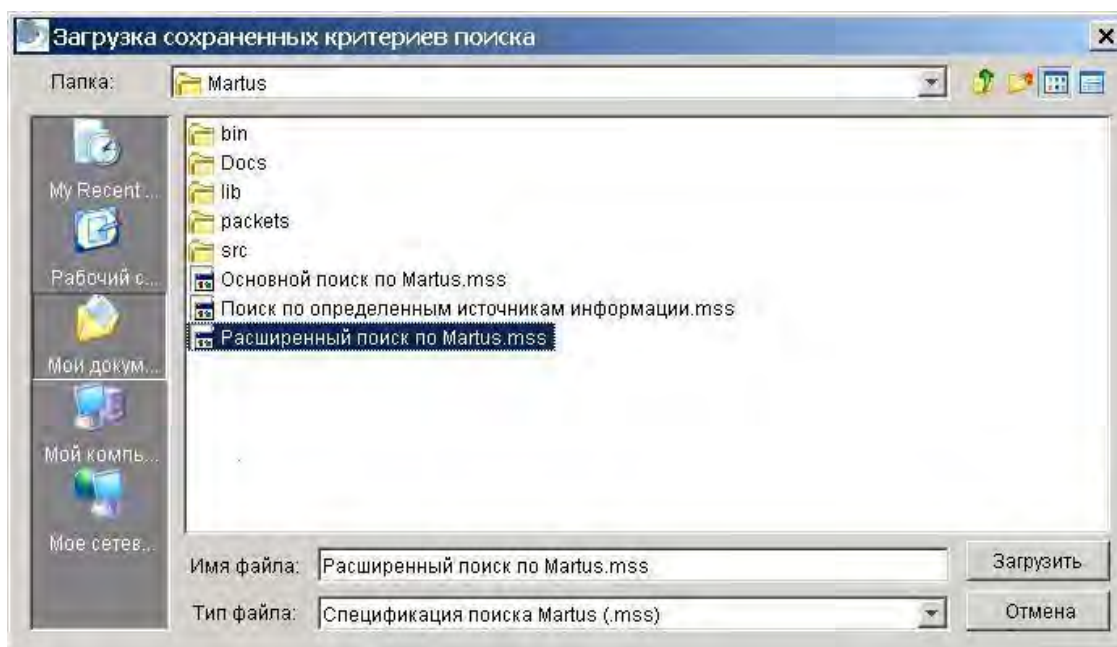 Загрузка сохраненных критериев поиска
Папка: Martus
bin
Docs
lib
packets
src
Основной поиск по Martus.mss
Поиск по определенным источникам информации.mss
Расширенный поиск по Martus.mss
My Recent ...
Рабочий с...
Мои докум...
Мой компь...
Мое сетев...
Имя файла: Расширенный поиск по Martus.mss Загрузить
Тип файла: Спецификация поиска Martus (.mss) Отмена